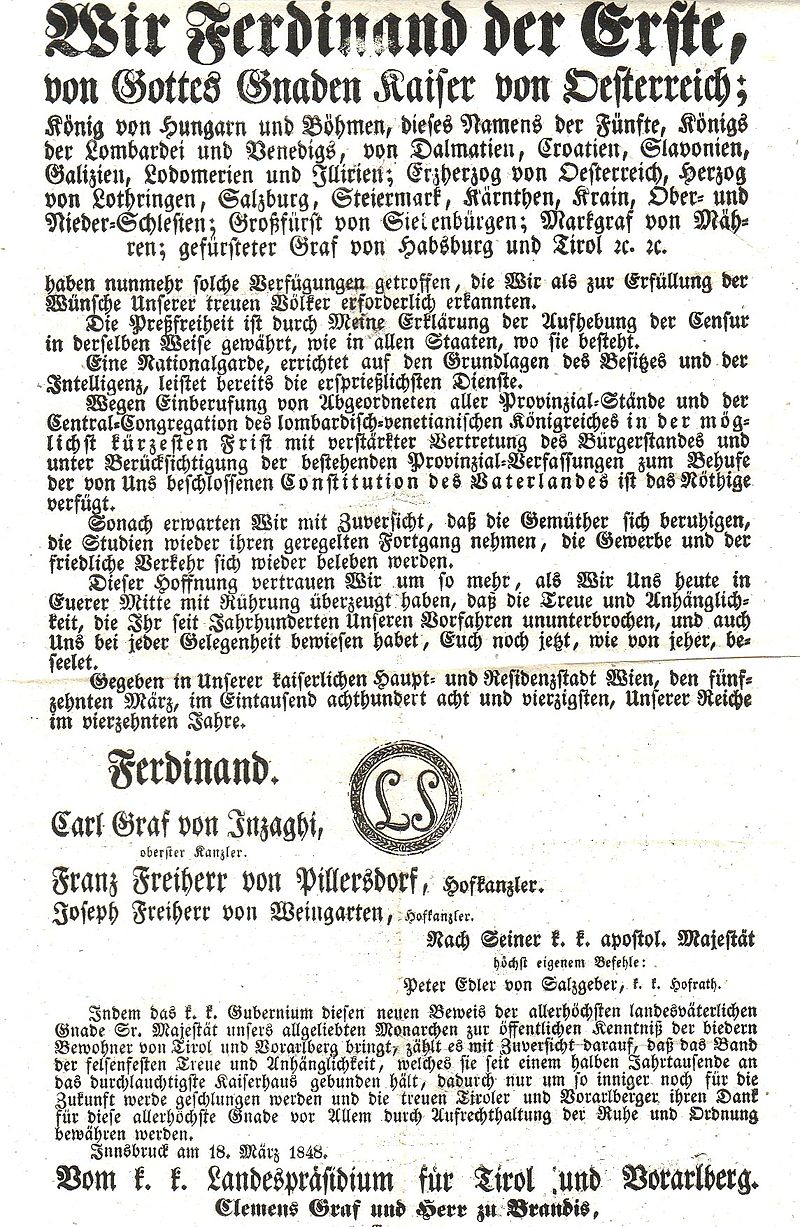 Wir Ferdinand der Erste,
von Gottes Gnaden Kaiser von Oesterreich;
König von Hungarn und Böhmen, dieses Namens der Fünfte, Königs
der Lombardei und Venedigs, von Dalmatien, Croatien, Slavonien,
Galizien, Lodomerien und Illirien; Erzherzog von Oesterreich, Herzog
von Lothringen, Salzburg, Steiermark, Kärnthen, Krain, Ober- und
Nieder-Schlesien; Großfürst von Siebenbürgen; Markgraf von Mäh-
ren; gefürsteter Graf von Habsburg und Tirol ꝛc. ꝛc.
haben nunmehr solche Verfügungen getroffen, die Wir als zur Erfüllung der
Wünsche Unserer treuen Völker erforderlich erkannten.
Die Preßfreiheit ist durch Meine Erklärung der Aufhebung der Censur
in derselben Weise gewährt, wie in allen Staaten, wo sie besteht.
Eine Nationalgarde, errichtet auf den Grundlagen des Besitzes und der
Intelligenz, leistet bereits die ersprießlichsten Dienste.
Wegen Einberufung von Abgeordneten aller Provinzial-Stände und der
Central-Congregation des lombardisch-venetianischen Königreiches in der mög-
lichst kürzesten Frist mit verstärkter Vertretung des Bürgerstandes und
unter Berücksichtigung der bestehenden Provinzial-Verfassungen zum Behufe
der von Uns beschlossenen Constitution des Vaterlandes ist das Nöthige
verfügt.
Sonach erwarten Wir mit Zuversicht, daß die Gemüther sich beruhigen,
die Studien wieder ihren geregelten Fortgang nehmen, die Gewerbe und der
friedliche Verkehr sich wieder beleben werden.
Dieser Hoffnung vertrauen Wir um so mehr, als Wir Uns heute in
Euerer Mitte mit Rührung überzeugt haben, daß die Treue und Anhänglich-
keit, die Ihr seit Jahrhunderten Unseren Vorfahren ununterbrochen, und auch
Uns bei jeder Gelegenheit bewiesen habet, Euch noch jetzt, wie von jeher, be-
seelet.
Gegeben in Unserer kaiserlichen Haupt- und Residenzstadt Wien, den fünf-
zehnten März, im Eintausend achthundert acht und vierzigsten, Unserer Reiche
im vierzehnten Jahre.
Ferdinand.
LS
Carl Graf von Inzaghi,
oberster Kanzler.
Franz Freiherr von Pillersdorf, Hofkanzler.
Joseph Freiherr von Weingarten, Hofkanzler.
Nach Seiner k. k. apostol. Majestät
höchst eigenem Befehle:
Peter Edler von Salzgeber, k. k. Hofrath.
Indem das k. k. Gubernium diesen neuen Beweis der allerhöchsten landesväterlichen
Gnade Sr. Majestät unsers allgeliebten Monarchen zur öffentlichen Kenntniß der biedern
Bewohner von Tirol und Vorarlberg bringt, zählt es mit Zuversicht darauf, daß das Band
der felsenfesten Treue und Anhänglichkeit, welches sie seit einem halben Jahrtausende an
das durchlauchtigste Kaiserhaus gebunden hält, dadurch nur um so inniger noch für die
Zukunft werde geschlungen werden und die treuen Tiroler und Vorarlberger ihren Dank
für diese allerhöchste Gnade vor Allem durch Aufrechthaltung der Ruhe und Ordnung
bewähren werden.
Innsbruck am 18. März 1848.
Vom k. k. Landespräsidium für Tirol und Vorarlberg.
Clemens Graf und Herr zu Brandis,